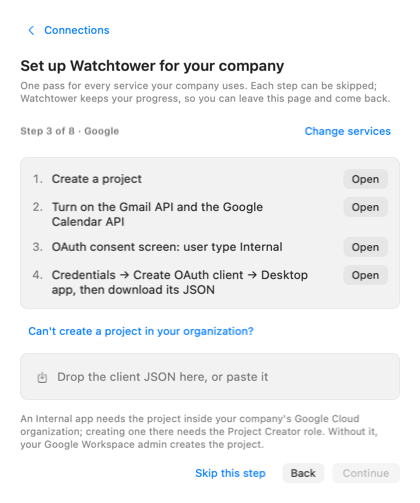 Connections
Set up Watchtower for your company
One pass for every service your company uses. Each step can be skipped;
Watchtower keeps your progress, so you can leave this page and come back.
Step 3 of 8 · Google
Change services
1. Create a project
Open
2. Turn on the Gmail API and the Google
Calendar API
Open
3. OAuth consent screen: user type Internal
Open
4. Credentials → Create OAuth client → Desktop
app, then download its JSON
Open
Can't create a project in your organization?
Drop the client JSON here, or paste it
An Internal app needs the project inside your company's Google Cloud
organization; creating one there needs the Project Creator role. Without it,
your Google Workspace admin creates the project.
Skip this step
Back
Continue